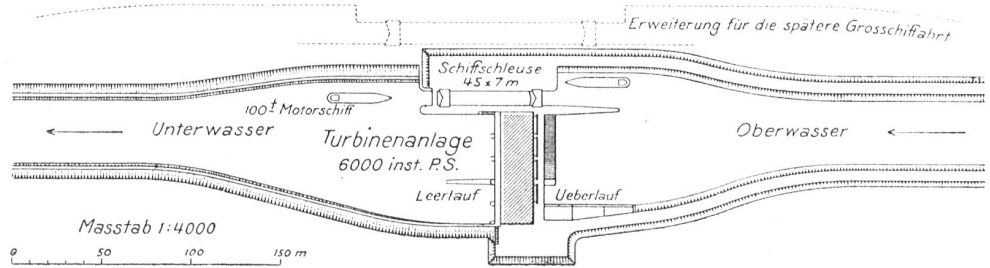 Erweiterung für die spätere Grosschiffahrt
Schiffschleuse
45 x 7 m
100 t Motorschiff
Unterwasser
Turbinenanlage
6000 inst. P.S.
Oberwasser
Leerlauf
Ueberlauf
Masstab 1:4000
0 50 100 150 m